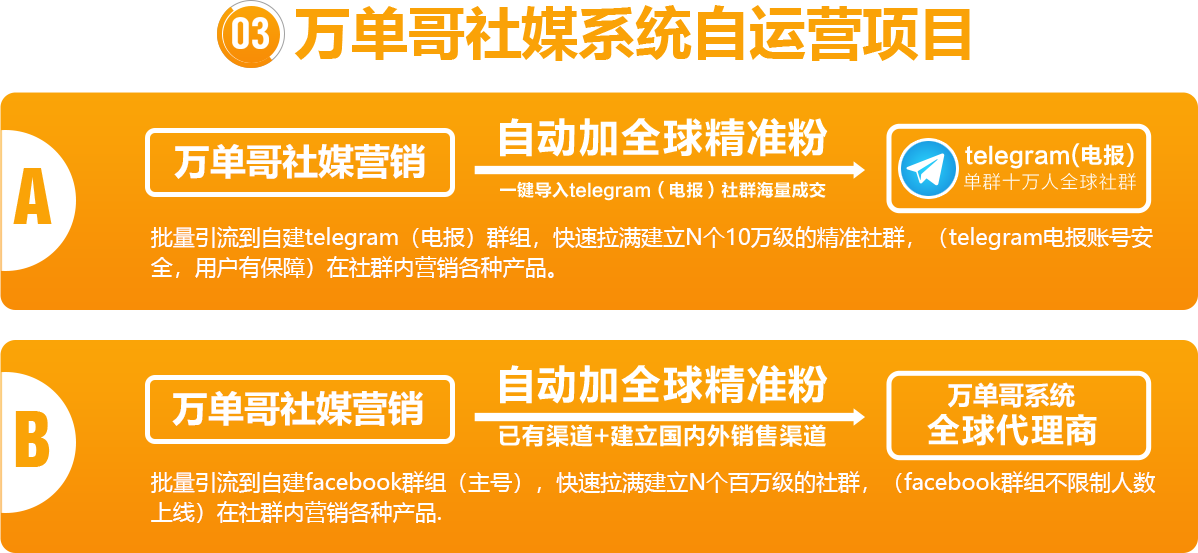 03 万单哥社媒系统自运营项目
A
万单哥社媒营销
自动加全球精准粉
一键导入telegram（电报）社群海量成交
telegram(电报)
单群十万人全球社群
批量引流到自建telegram（电报）群组，快速拉满建立N个10万级的精准社群，（telegram电报账号安
全，用户有保障）在社群内营销各种产品。
B
万单哥社媒营销
自动加全球精准粉
已有渠道+建立国内外销售渠道
万单哥系统
全球代理商
批量引流到自建facebook群组（主号），快速拉满建立N个百万级的社群，（facebook群组不限制人数
上线）在社群内营销各种产品.